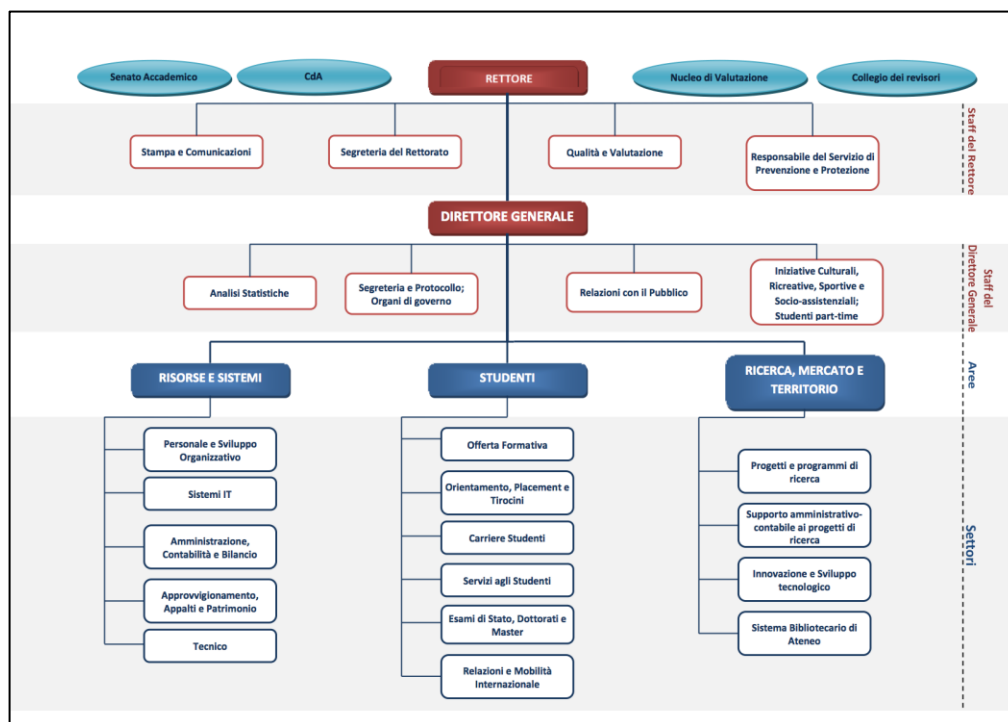 Senato Accademico
CdA
RETTORE
Nucleo di Valutazione
Collegio dei revisori
Staff del Rettore
Stampa e Comunicazioni
Segreteria del Rettorato
Qualità e Valutazione
Responsabile del Servizio di
Prevenzione e Protezione
DIRETTORE GENERALE
Staff del
Direttore Generale
Analisi Statistiche
Segreteria e Protocollo;
Organi di governo
Relazioni con il Pubblico
Iniziative Culturali,
Ricreative, Sportive e
Socio-assistenziali;
Studenti part-time
Aree
RISORSE E SISTEMI
STUDENTI
RICERCA, MERCATO E
TERRITORIO
Settori
Personale e Sviluppo
Organizzativo
Sistemi IT
Amministrazione,
Contabilità e Bilancio
Approvvigionamento,
Appalti e Patrimonio
Tecnico
Offerta Formativa
Orientamento, Placement e
Tirocini
Carriere Studenti
Servizi agli Studenti
Esami di Stato, Dottorati e
Master
Relazioni e Mobilità
Internazionale
Progetti e programmi di
ricerca
Supporto amministrativo-
contabile ai progetti di
ricerca
Innovazione e Sviluppo
tecnologico
Sistema Bibliotecario di
Ateneo